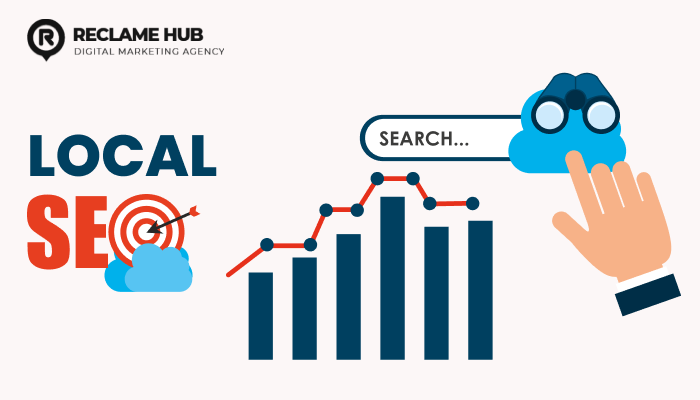 RECLAME HUB
DIGITAL MARKETING AGENCY
SEARCH...
LOCAL
SEO